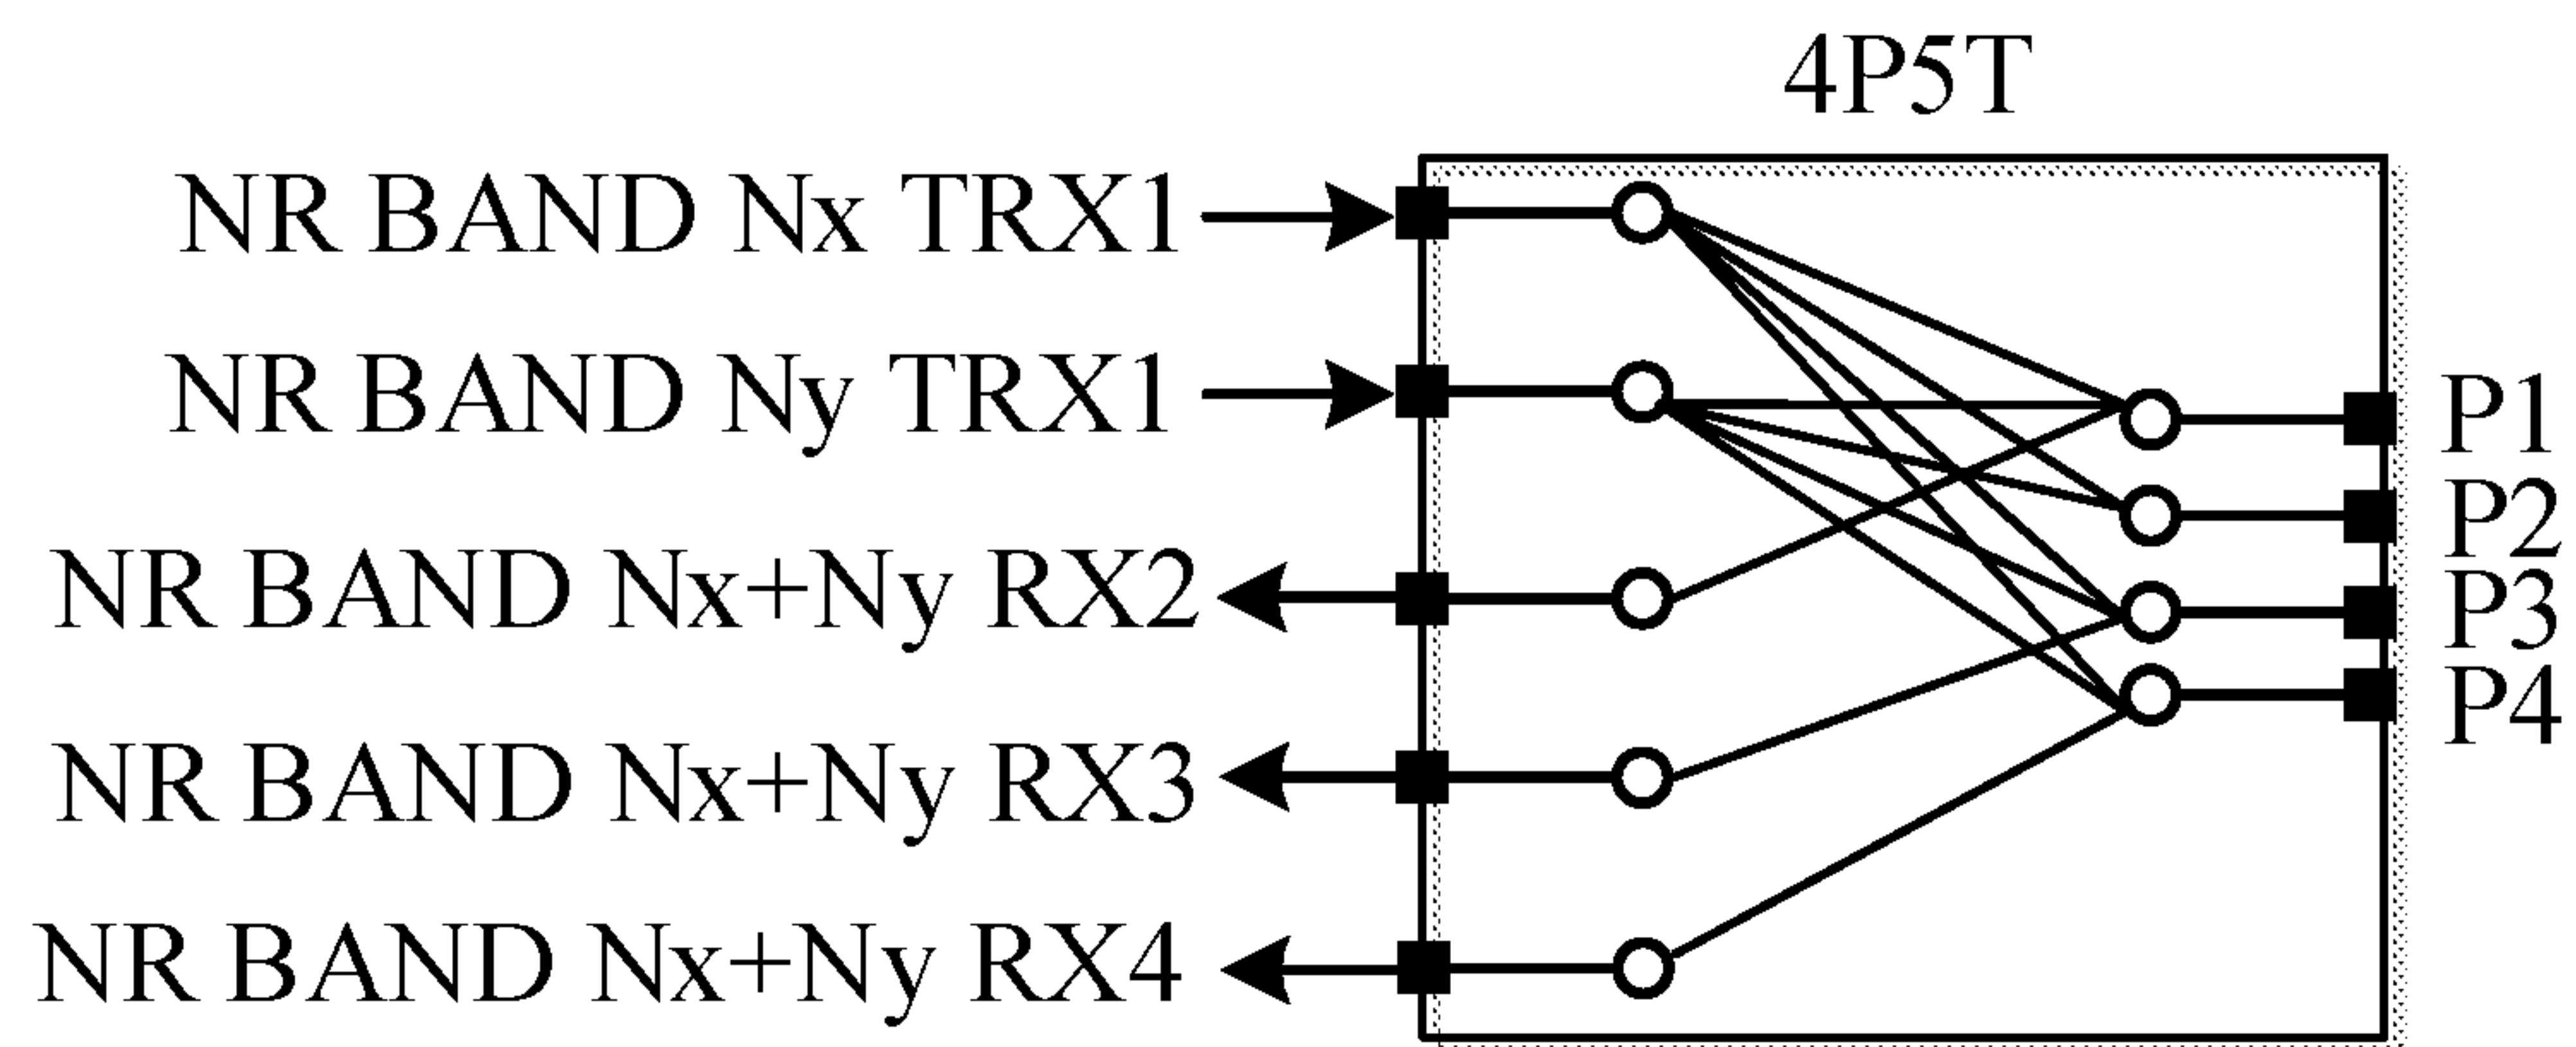 4P5T
NR BAND Nx TRX1
NR BAND Ny TRX1
NR BAND Nx+Ny RX2
NR BAND Nx+Ny RX3
NR BAND Nx+Ny RX4
P1
P2
P3
P4